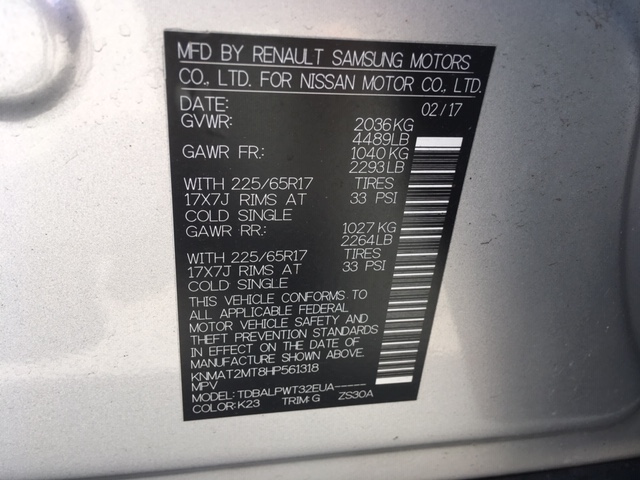 MFD BY RENAULT SAMSUNG MOTORS
CO., LTD. FOR NISSAN MOTOR CO., LTD.
DATE: 02/17
GVWR: 2036KG
4489LB
GAWR FR: 1040 KG
2293LB
WITH 225/65R17 TIRES
17X7J RIMS AT 33 PSI
COLD SINGLE
GAWR RR: 1027 KG
2264LB
WITH 225/65R17 TIRES
17X7J RIMS AT 33 PSI
COLD SINGLE
THIS VEHICLE CONFORMS TO
ALL APPLICABLE FEDERAL
MOTOR VEHICLE SAFETY AND
THEFT PREVENTION STANDARDS
IN EFFECT ON THE DATE OF
MANUFACTURE SHOWN ABOVE.
KNMAT2MT8HP561318
MPV
MODEL: TDBALPWT32EUA-----
COLOR: K23 TRIM: G ZS30A